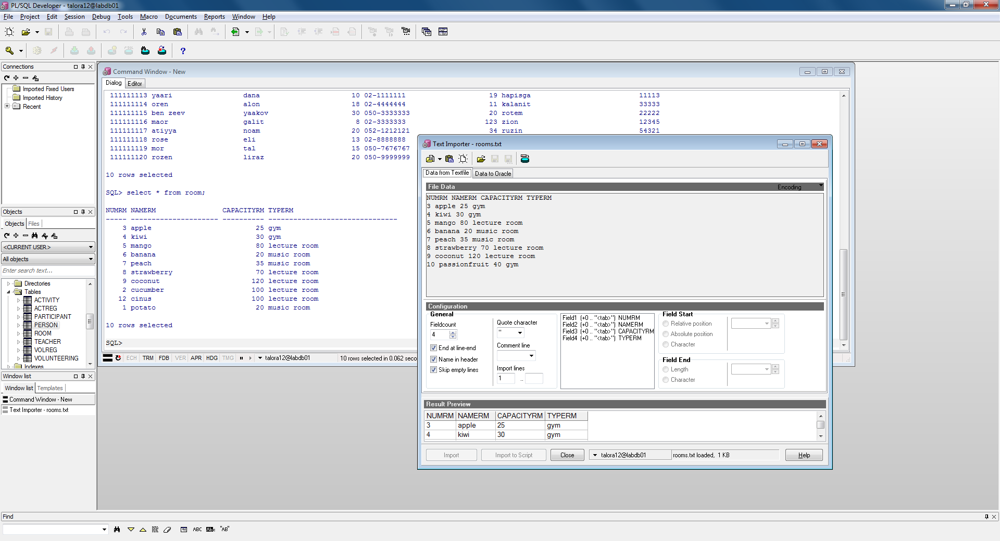 PL/SQL Developer - talora12@labdb01
File Project Edit Session Debug Tools Macro Documents Reports Window Help
Connections
Imported Fixed Users
Imported History
Recent
Objects
Objects Files
<CURRENT USER>
All objects
Enter search text...
Directories
Tables
ACTIVITY
ACTREG
PARTICIPANT
PERSON
ROOM
TEACHER
VOLREG
VOLUNTEERING
Indexes
Window list
Window list Templates
Command Window - New
Text Importer - rooms.txt
Command Window - New
Dialog Editor
111111113 yaari dana 10 02-1111111 19 hapisga 11113
111111114 oren alon 18 02-4444444 11 kalanit 33333
111111115 ben zeev yaakov 30 050-3333333 20 rotem 22222
111111116 maor galit 8 02-3333333 123 zion 12345
111111117 atiyya noam 20 052-1212121 34 ruzin 54321
111111118 rose eli 13 02-8888888
111111119 mor tal 15 050-7676767
111111120 rozen liraz 20 050-9999999
10 rows selected
SQL> select * from room;
NUMRM NAMERM CAPACITYRM TYPERM
----- --------------------- ---------- -------------------------------
3 apple 25 gym
4 kiwi 30 gym
5 mango 80 lecture room
6 banana 20 music room
7 peach 35 music room
8 strawberry 70 lecture room
9 coconut 120 lecture room
2 cucumber 100 lecture room
12 cinus 100 lecture room
1 potato 20 music room
10 rows selected
SQL>
ECH TRM FDB VER APR HDG TMG talora12@labdb01 10 rows selected in 0.062 seco
Text Importer - rooms.txt
Data from Textfile Data to Oracle
File Data Encoding
NUMRM NAMERM CAPACITYRM TYPERM
3 apple 25 gym
4 kiwi 30 gym
5 mango 80 lecture room
6 banana 20 music room
7 peach 35 music room
8 strawberry 70 lecture room
9 coconut 120 lecture room
10 passionfruit 40 gym
Configuration
General
Fieldcount
4
End at line-end
Name in header
Skip empty lines
Quote character
"
Comment line
Import lines
1 ..
Field1 (+0 .. "<tab>") NUMRM
Field2 (+0 .. "<tab>") NAMERM
Field3 (+0 .. "<tab>") CAPACITYRM
Field4 (+0 .. "<tab>") TYPERM
Field Start
Relative position
Absolute position
Character
Field End
Length
Character
Result Preview
NUMRM NAMERM CAPACITYRM TYPERM
3 apple 25 gym
4 kiwi 30 gym
Import Import to Script Close talora12@labdb01 rooms.txt loaded, 1 KB Help
Find
ABC "AB"